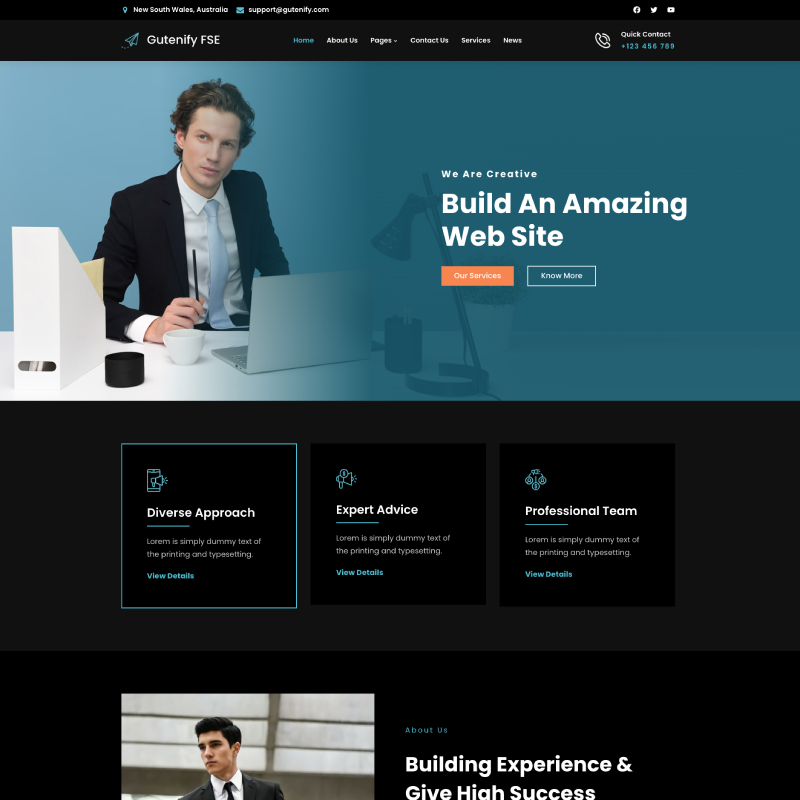 New South Wales, Australia support@gutenify.com
Gutenify FSE
Home About Us Pages Contact Us Services News
Quick Contact
+123 456 789
We Are Creative
Build An Amazing
Web Site
Our Services Know More
Diverse Approach
Lorem is simply dummy text of
the printing and typesetting.
View Details
Expert Advice
Lorem is simply dummy text of
the printing and typesetting.
View Details
Professional Team
Lorem is simply dummy text of
the printing and typesetting.
View Details
About Us
Building Experience &
Give High Success